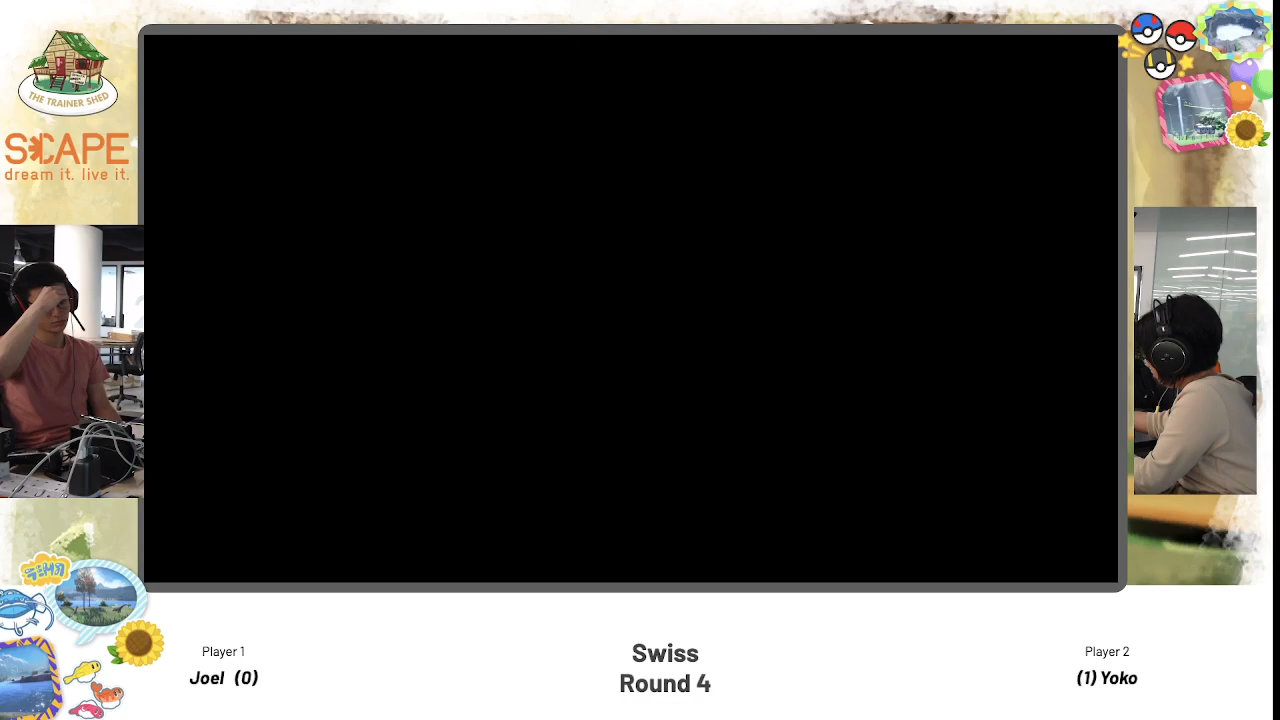 THE TRAINER SHED
SCAPE
dream it. live it.
Player 1
Joel (0)
Swiss
Round 4
Player 2
(1) Yoko